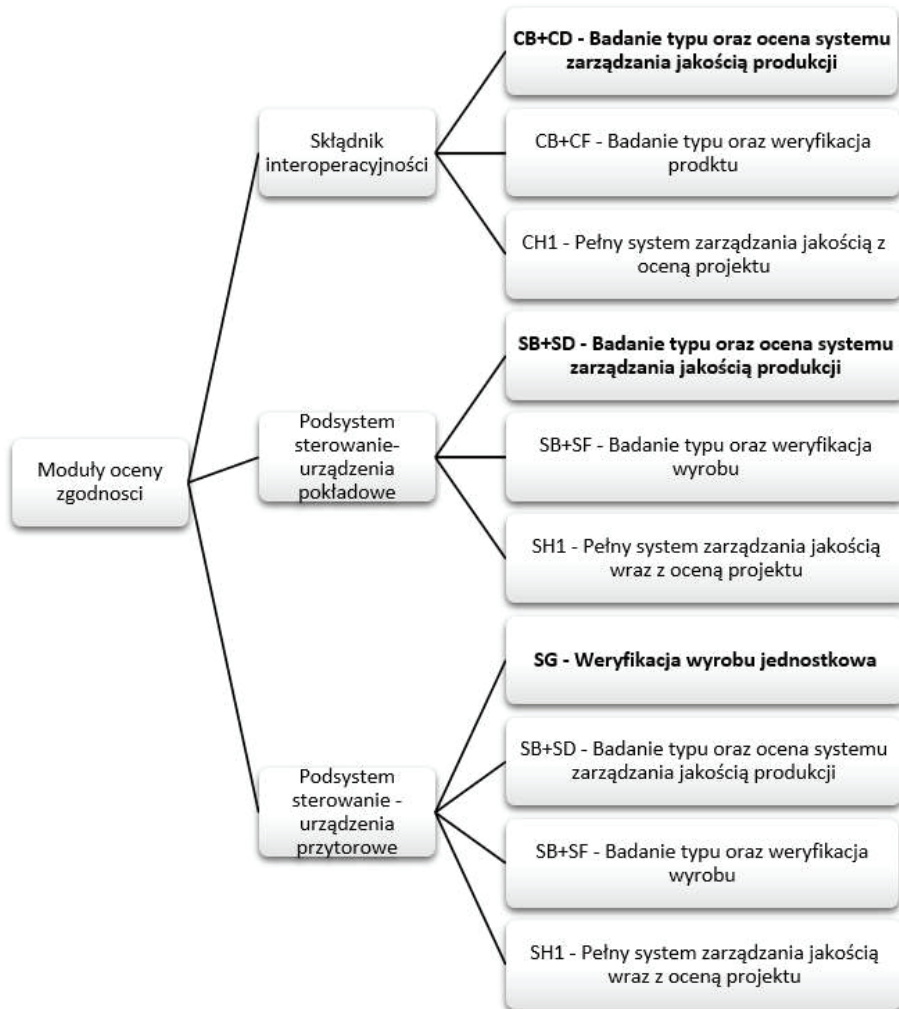 CB+CD - Badanie typu oraz ocena systemu
zarządzania jakością produkcji
Skłądnik
interoperacyjności
CB+CF - Badanie typu oraz weryfikacja
prodktu
CH1 - Pełny system zarządzania jakością z
oceną projektu
SB+SD - Badanie typu oraz ocena systemu
zarządzania jakością produkcji
Moduły oceny
zgodnosci
Podsystem
sterowanie-
urządzenia
pokładowe
SB+SF - Badanie typu oraz weryfikacja
wyrobu
SH1 - Pełny system zarządzania jakością
wraz z oceną projektu
SG - Weryfikacja wyrobu jednostkowa
Podsystem
sterowanie -
urządzenia
przytorowe
SB+SD - Badanie typu oraz ocena systemu
zarządzania jakością produkcji
SB+SF - Badanie typu oraz weryfikacja
wyrobu
SH1 - Pełny system zarządzania jakością
wraz z oceną projektu